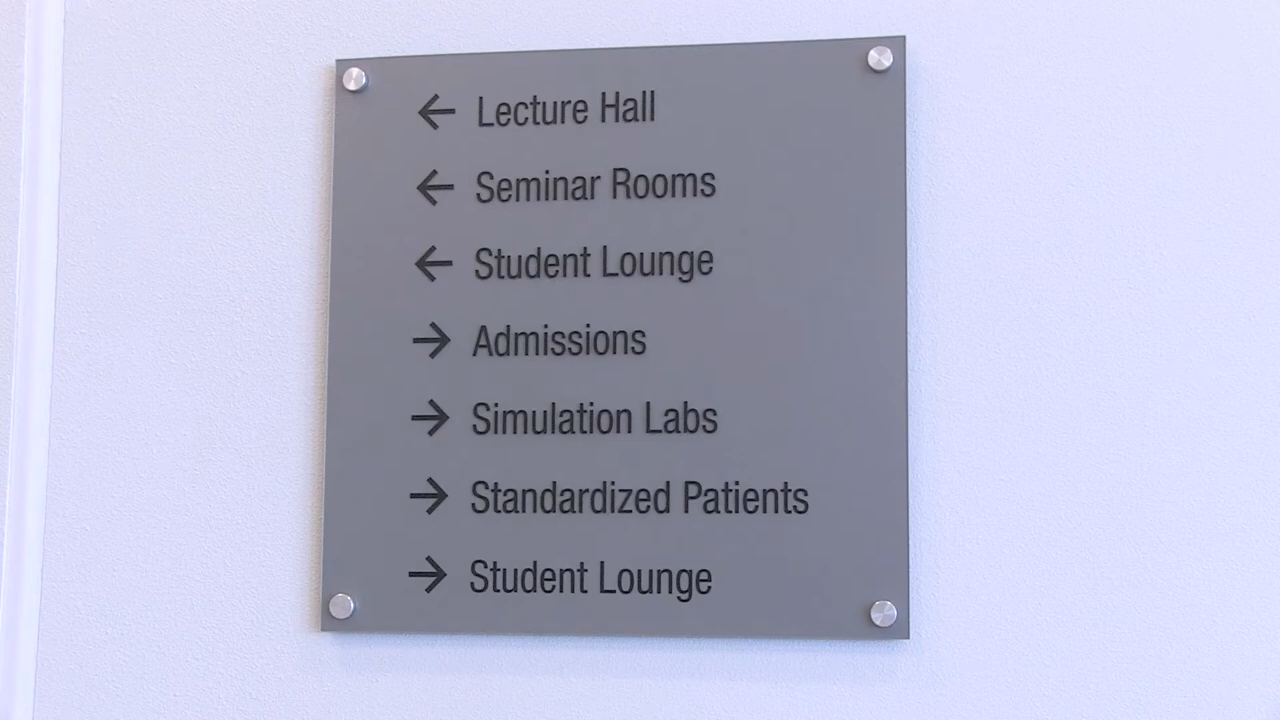 ← Lecture Hall
← Seminar Rooms
← Student Lounge
→ Admissions
→ Simulation Labs
→ Standardized Patients
→ Student Lounge